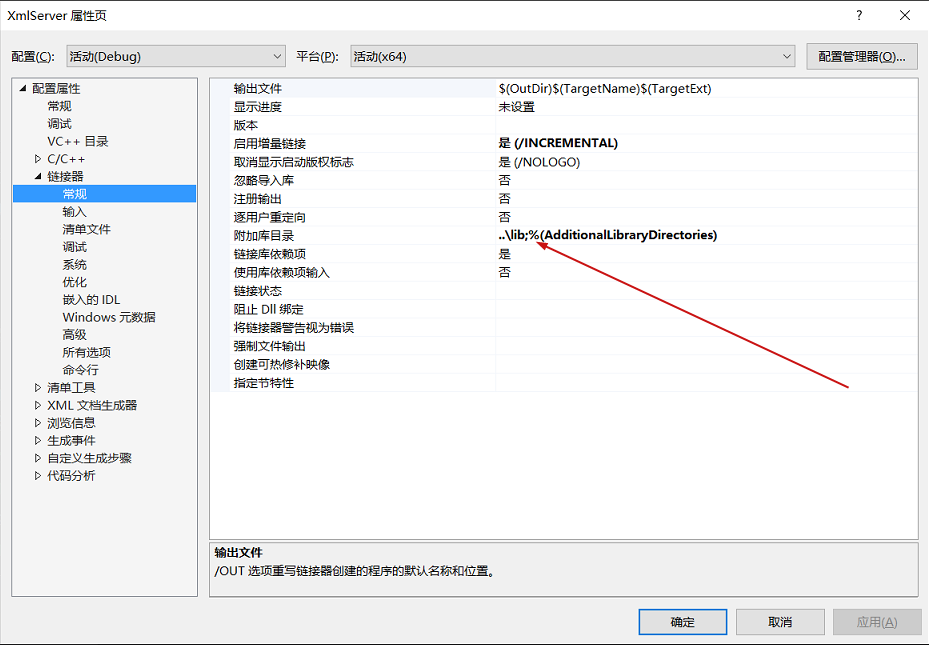 XmlServer 属性页
?
配置(C): 活动(Debug) 平台(P): 活动(x64) 配置管理器(O)...
配置属性
常规
调试
VC++ 目录
C/C++
链接器
常规
输入
清单文件
调试
系统
优化
嵌入的 IDL
Windows 元数据
高级
所有选项
命令行
清单工具
XML 文档生成器
浏览信息
生成事件
自定义生成步骤
代码分析
输出文件 $(OutDir)$(TargetName)$(TargetExt)
显示进度 未设置
版本
启用增量链接 是 (/INCREMENTAL)
取消显示启动版权标志 是 (/NOLOGO)
忽略导入库 否
注册输出 否
逐用户重定向 否
附加库目录 ..\lib;%(AdditionalLibraryDirectories)
链接库依赖项 是
使用库依赖项输入 否
链接状态
阻止 Dll 绑定
将链接器警告视为错误
强制文件输出
创建可热修补映像
指定节特性
输出文件
/OUT 选项重写链接器创建的程序的默认名称和位置。
确定 取消 应用(A)